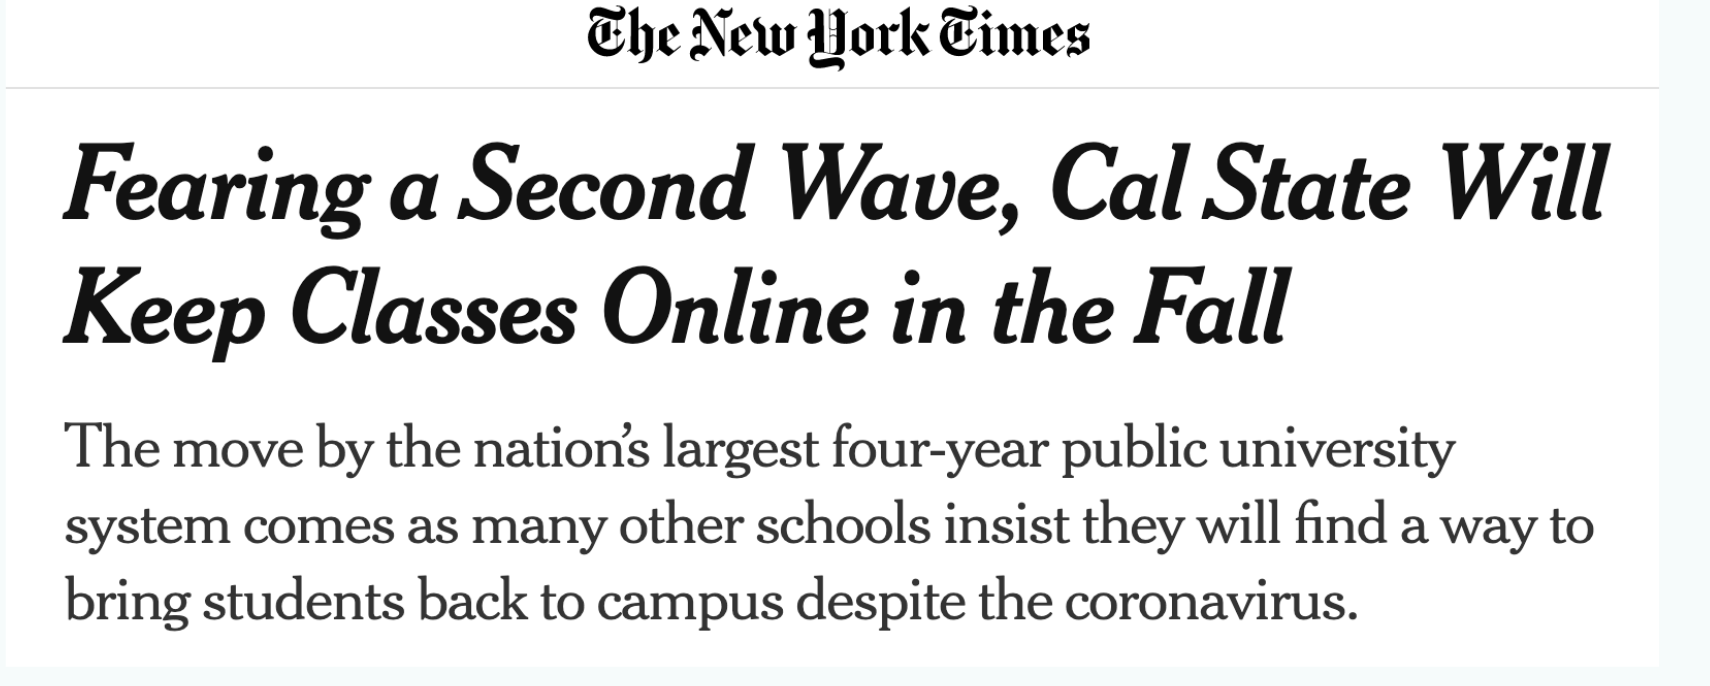 The New York Times
Fearing a Second Wave, Cal State Will
Keep Classes Online in the Fall
The move by the nation’s largest four-year public university
system comes as many other schools insist they will find a way to
bring students back to campus despite the coronavirus.